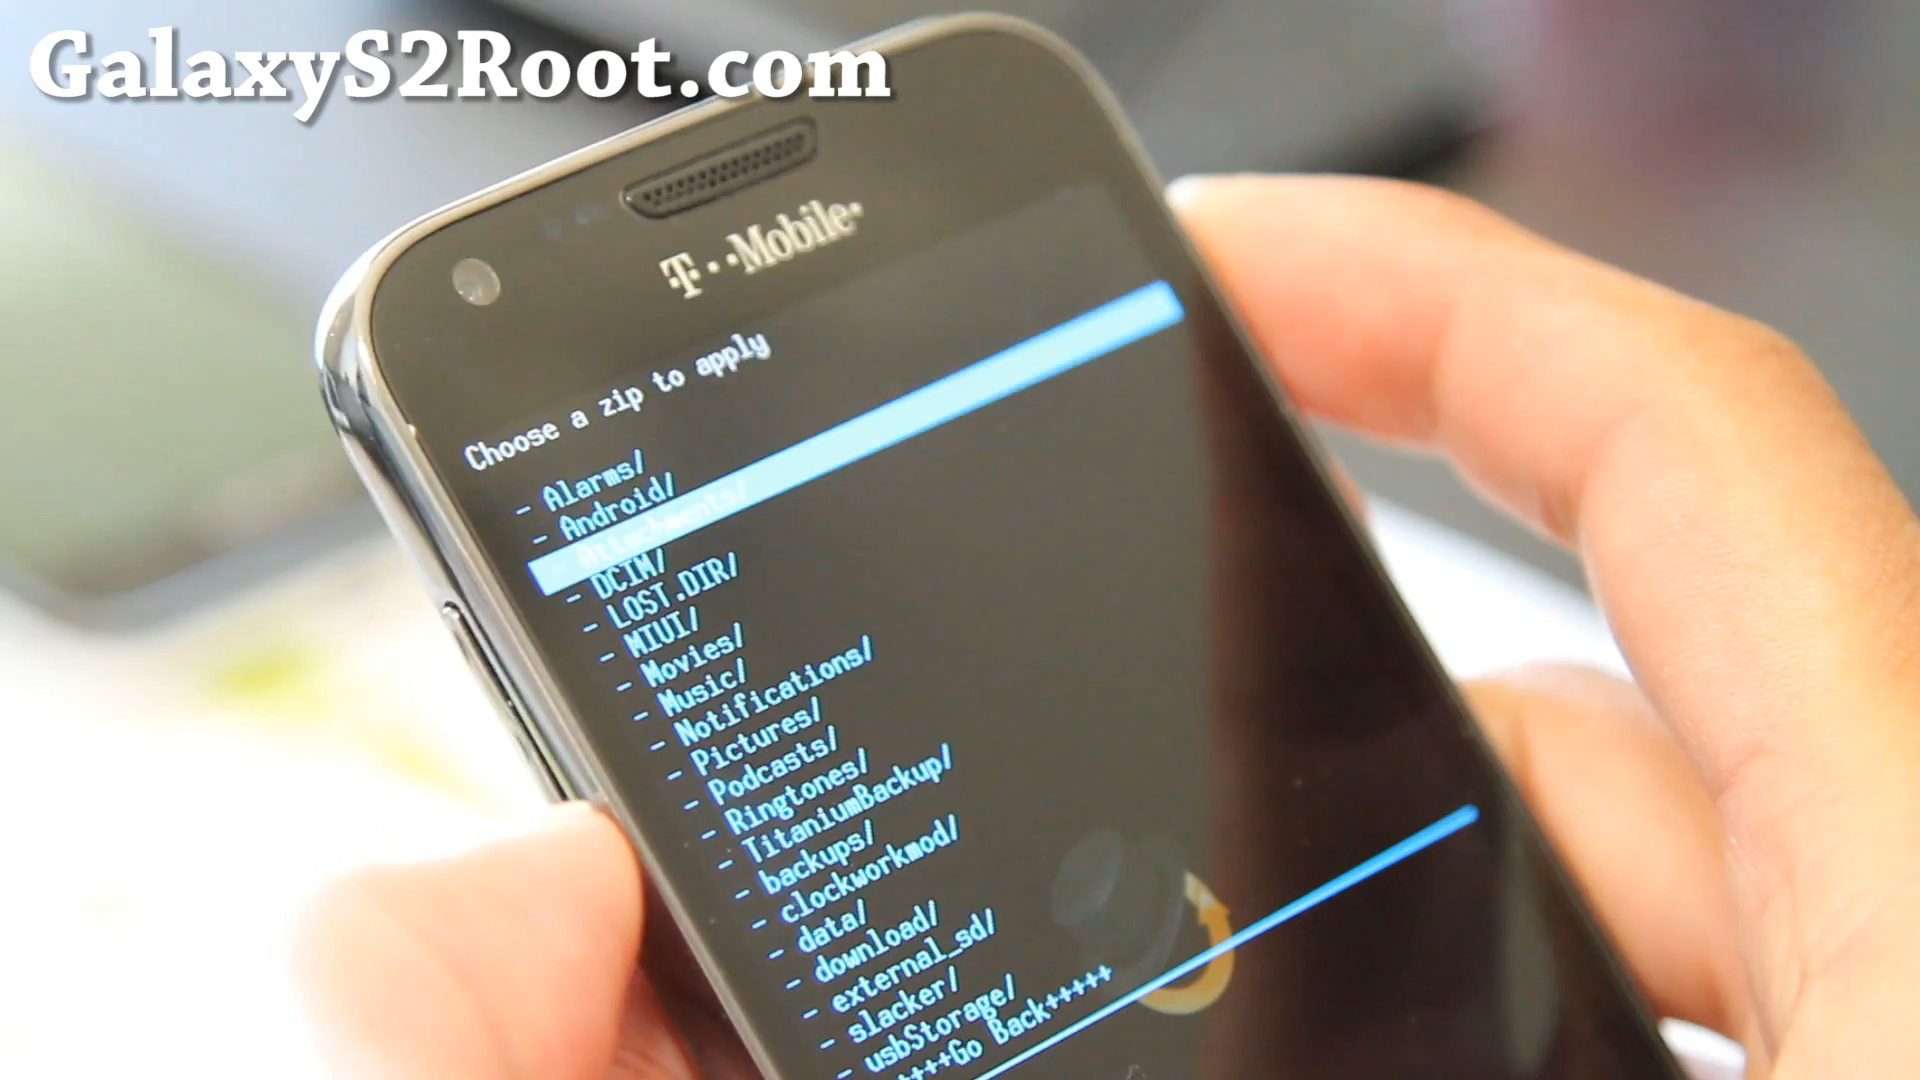 GalaxyS2Root.com
T··Mobile·
Choose a zip to apply
- Alarms/
- Android/
- Attachments/
- DCIM/
- LOST.DIR/
- MIUI/
- Movies/
- Music/
- Notifications/
- Pictures/
- Podcasts/
- Ringtones/
- TitaniumBackup/
- backups/
- clockworkmod/
- data/
- download/
- external_sd/
- slacker/
- usbStorage/
++++Go Back+++++